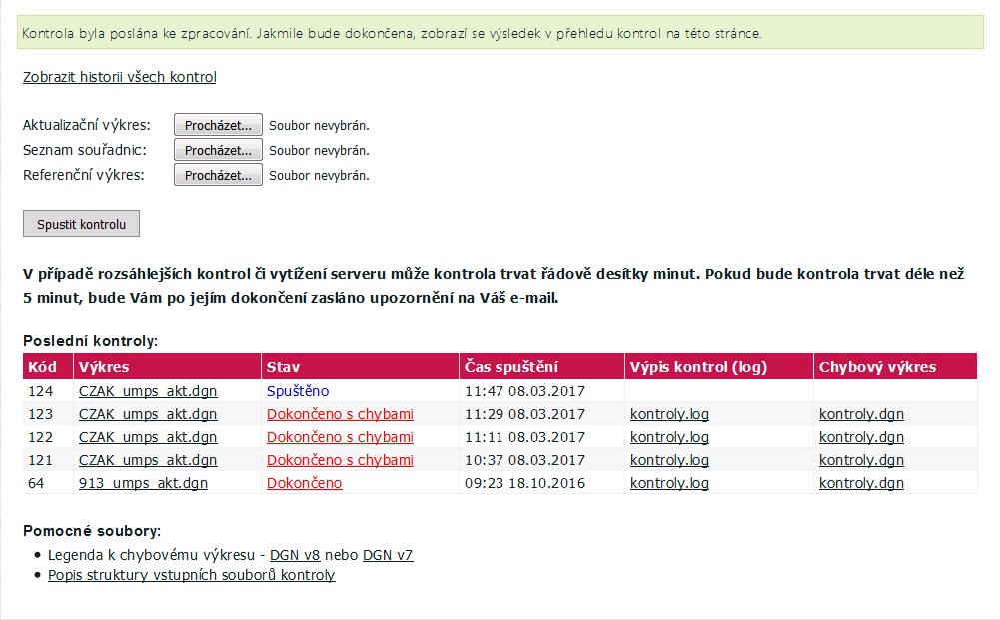 Kontrola byla poslána ke zpracování. Jakmile bude dokončena, zobrazí se výsledek v přehledu kontrol na této stránce.
Zobrazit historii všech kontrol
Aktualizační výkres: Procházet... Soubor nevybrán.
Seznam souřadnic: Procházet... Soubor nevybrán.
Referenční výkres: Procházet... Soubor nevybrán.
Spustit kontrolu
V případě rozsáhlejších kontrol či vytížení serveru může kontrola trvat řádově desítky minut. Pokud bude kontrola trvat déle než
5 minut, bude Vám po jejím dokončení zasláno upozornění na Váš e-mail.
Poslední kontroly:
Kód Výkres Stav Čas spuštění Výpis kontrol (log) Chybový výkres
124 CZAK_umps_akt.dgn Spuštěno 11:47 08.03.2017
123 CZAK_umps_akt.dgn Dokončeno s chybami 11:29 08.03.2017 kontroly.log kontroly.dgn
122 CZAK_umps_akt.dgn Dokončeno s chybami 11:11 08.03.2017 kontroly.log kontroly.dgn
121 CZAK_umps_akt.dgn Dokončeno s chybami 10:37 08.03.2017 kontroly.log kontroly.dgn
64 913_umps_akt.dgn Dokončeno 09:23 18.10.2016 kontroly.log kontroly.dgn
Pomocné soubory:
• Legenda k chybovému výkresu - DGN v8 nebo DGN v7
• Popis struktury vstupních souborů kontroly